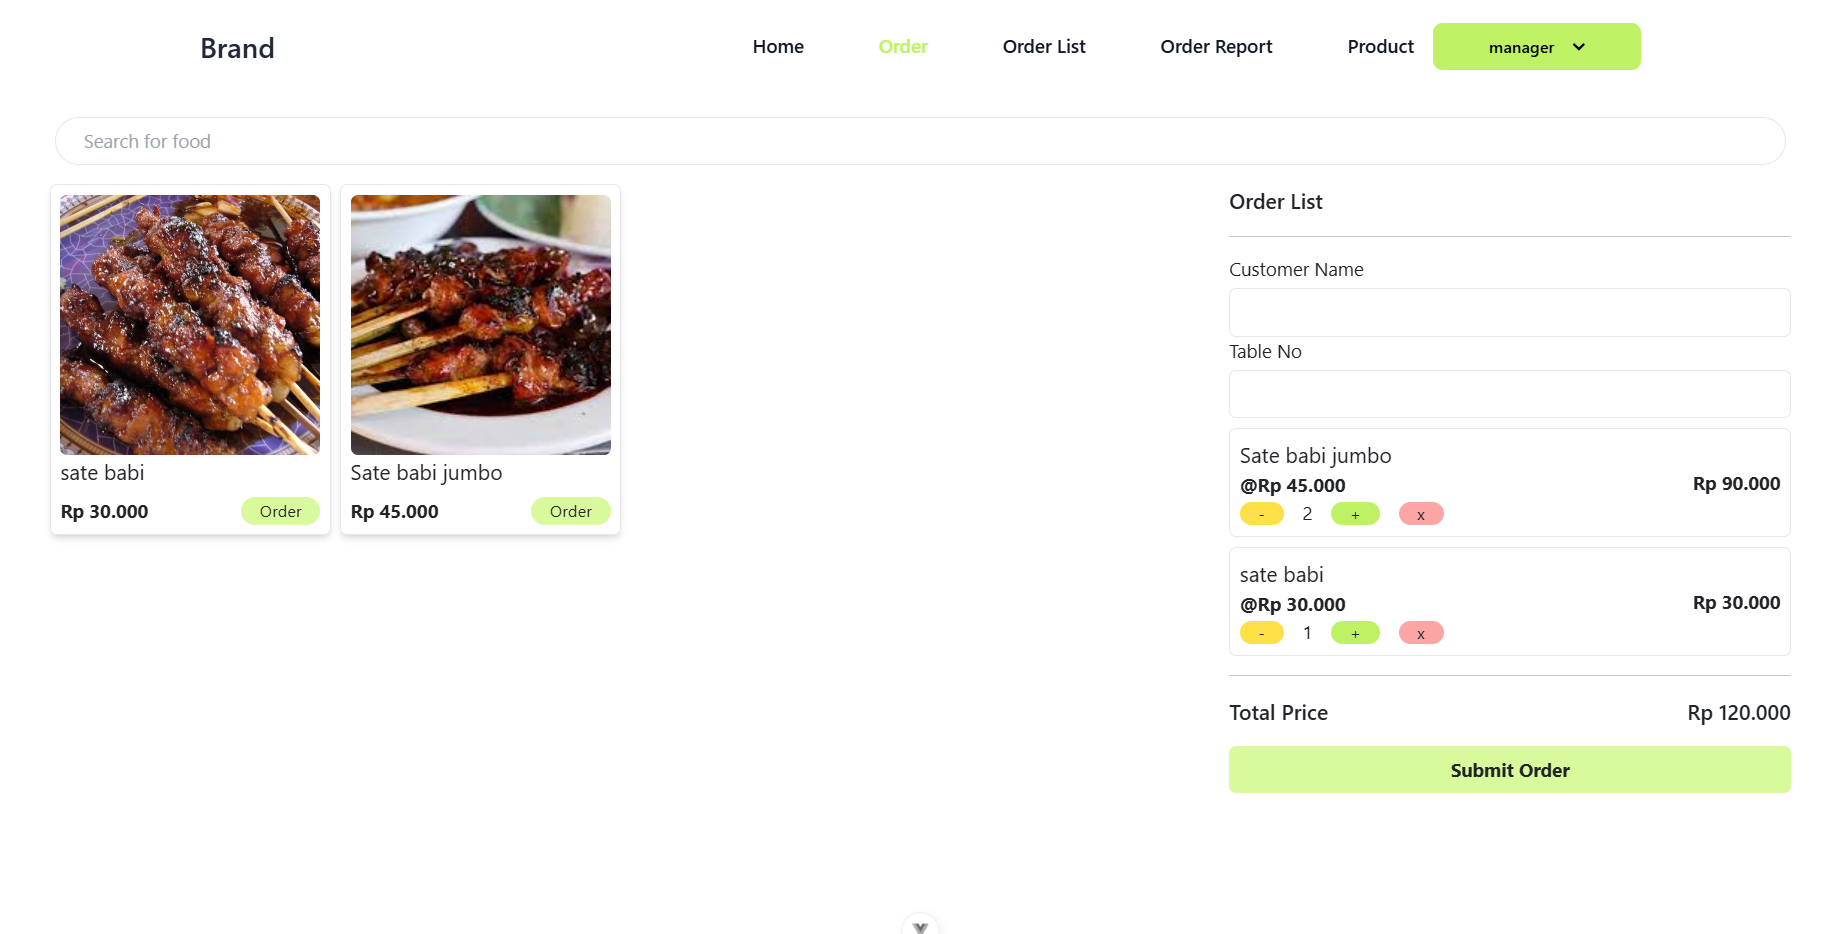 Brand
Home
Order
Order List
Order Report
Product
manager
Search for food
sate babi
Rp 30.000
Order
Sate babi jumbo
Rp 45.000
Order
Order List
Customer Name
Table No
Sate babi jumbo
@Rp 45.000
Rp 90.000
- 2 + x
sate babi
@Rp 30.000
Rp 30.000
- 1 + x
Total Price
Rp 120.000
Submit Order